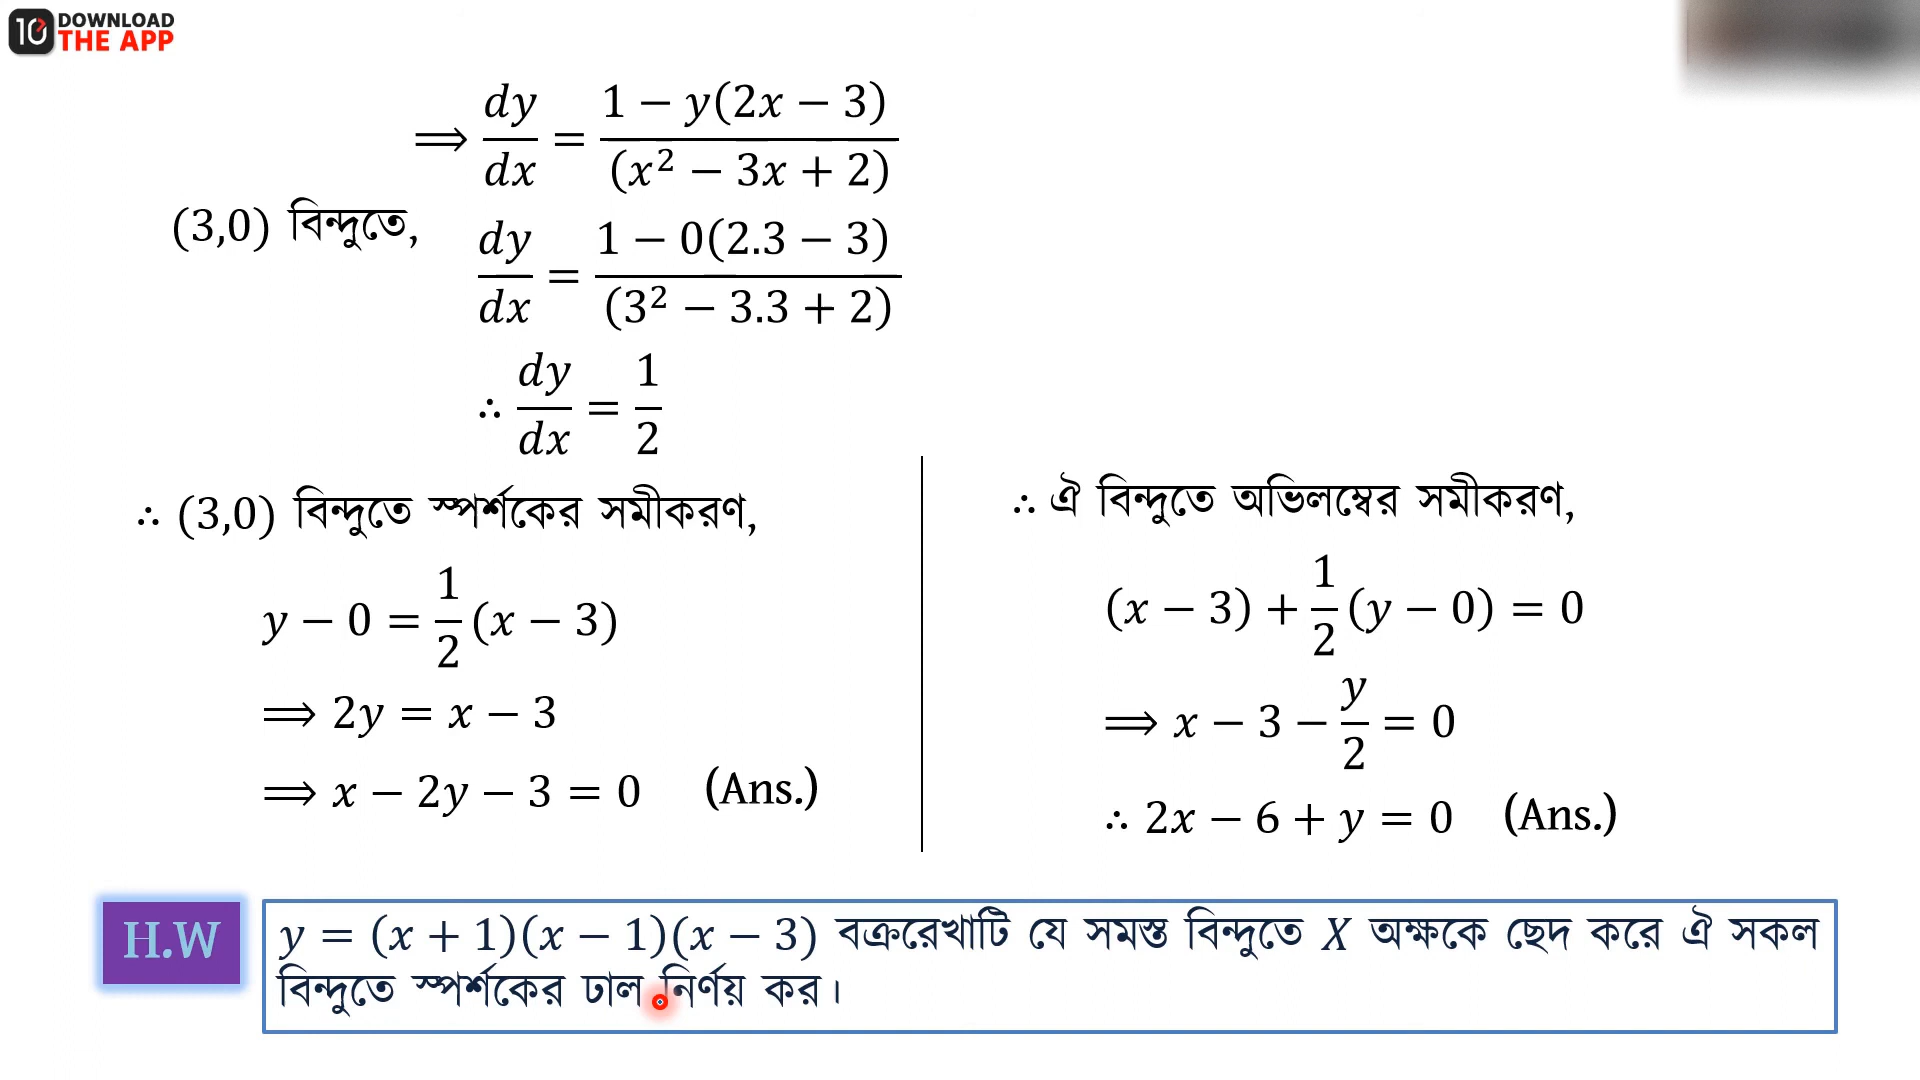 DOWNLOAD
THE APP
⟹ dy/dx = (1 − y(2x − 3))/((x² − 3x + 2))
(3,0) বিন্দুতে,
dy/dx = (1 − 0(2.3 − 3))/((3² − 3.3 + 2))
∴ dy/dx = 1/2
∴ (3,0) বিন্দুতে স্পর্শকের সমীকরণ,
y − 0 = 1/2 (x − 3)
⟹ 2y = x − 3
⟹ x − 2y − 3 = 0 (Ans.)
∴ ঐ বিন্দুতে অভিলম্বের সমীকরণ,
(x − 3) + 1/2 (y − 0) = 0
⟹ x − 3 − y/2 = 0
∴ 2x − 6 + y = 0 (Ans.)
H.W
y = (x + 1)(x − 1)(x − 3) বক্ররেখাটি যে সমস্ত বিন্দুতে X অক্ষকে ছেদ করে ঐ সকল
বিন্দুতে স্পর্শকের ঢাল নির্ণয় কর।